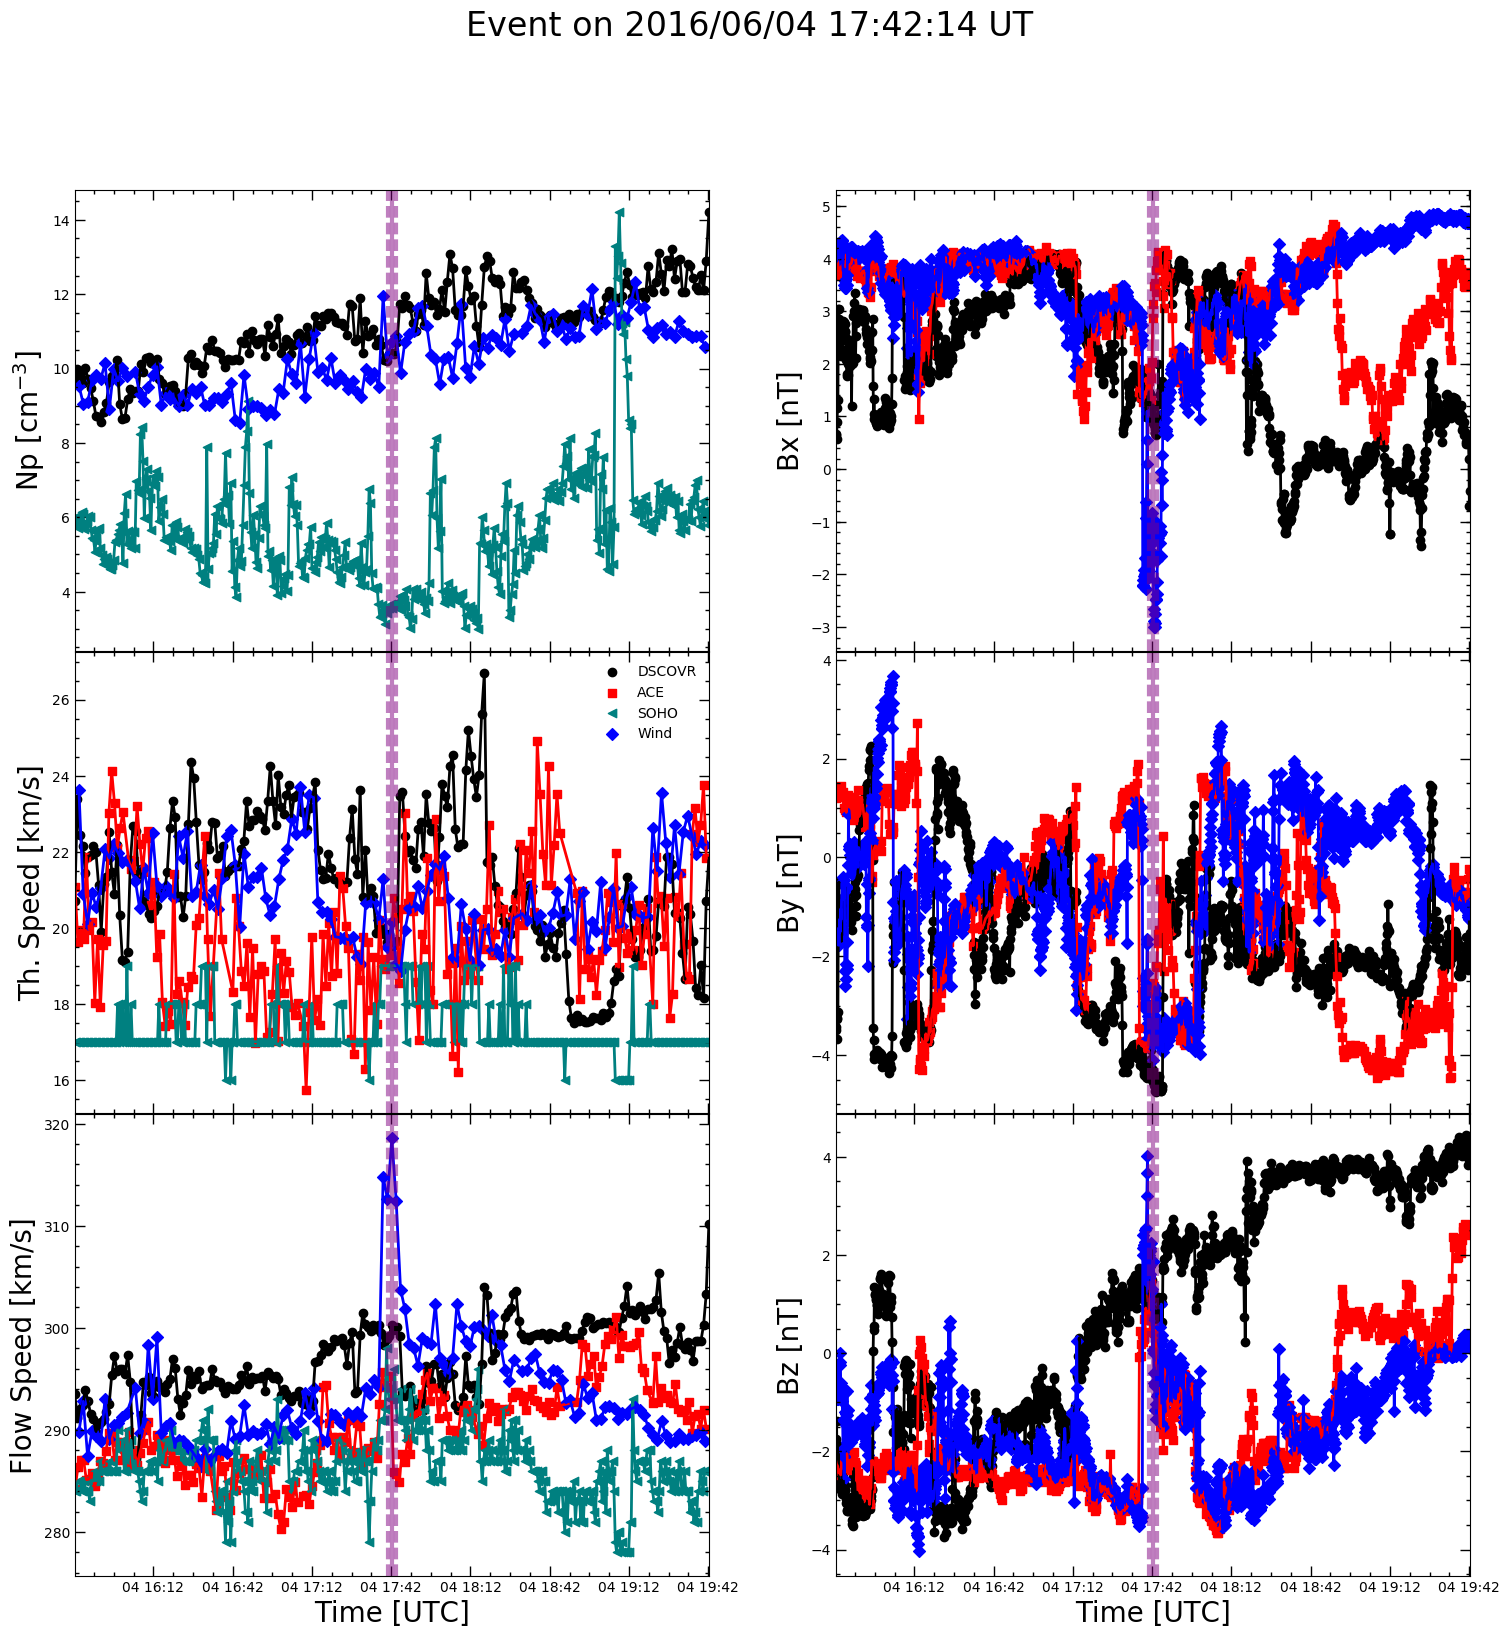 Event on 2016/06/04 17:42:14 UT
Np [cm⁻³]
14
12
10
8
6
4
Th. Speed [km/s]
26
24
22
20
18
16
DSCOVR
ACE
SOHO
Wind
Flow Speed [km/s]
320
310
300
290
280
04 16:12 04 16:42 04 17:12 04 17:42 04 18:12 04 18:42 04 19:12 04 19:42
Time [UTC]
Bx [nT]
5
4
3
2
1
0
−1
−2
−3
By [nT]
4
2
0
−2
−4
Bz [nT]
4
2
0
−2
−4
04 16:12 04 16:42 04 17:12 04 17:42 04 18:12 04 18:42 04 19:12 04 19:42
Time [UTC]